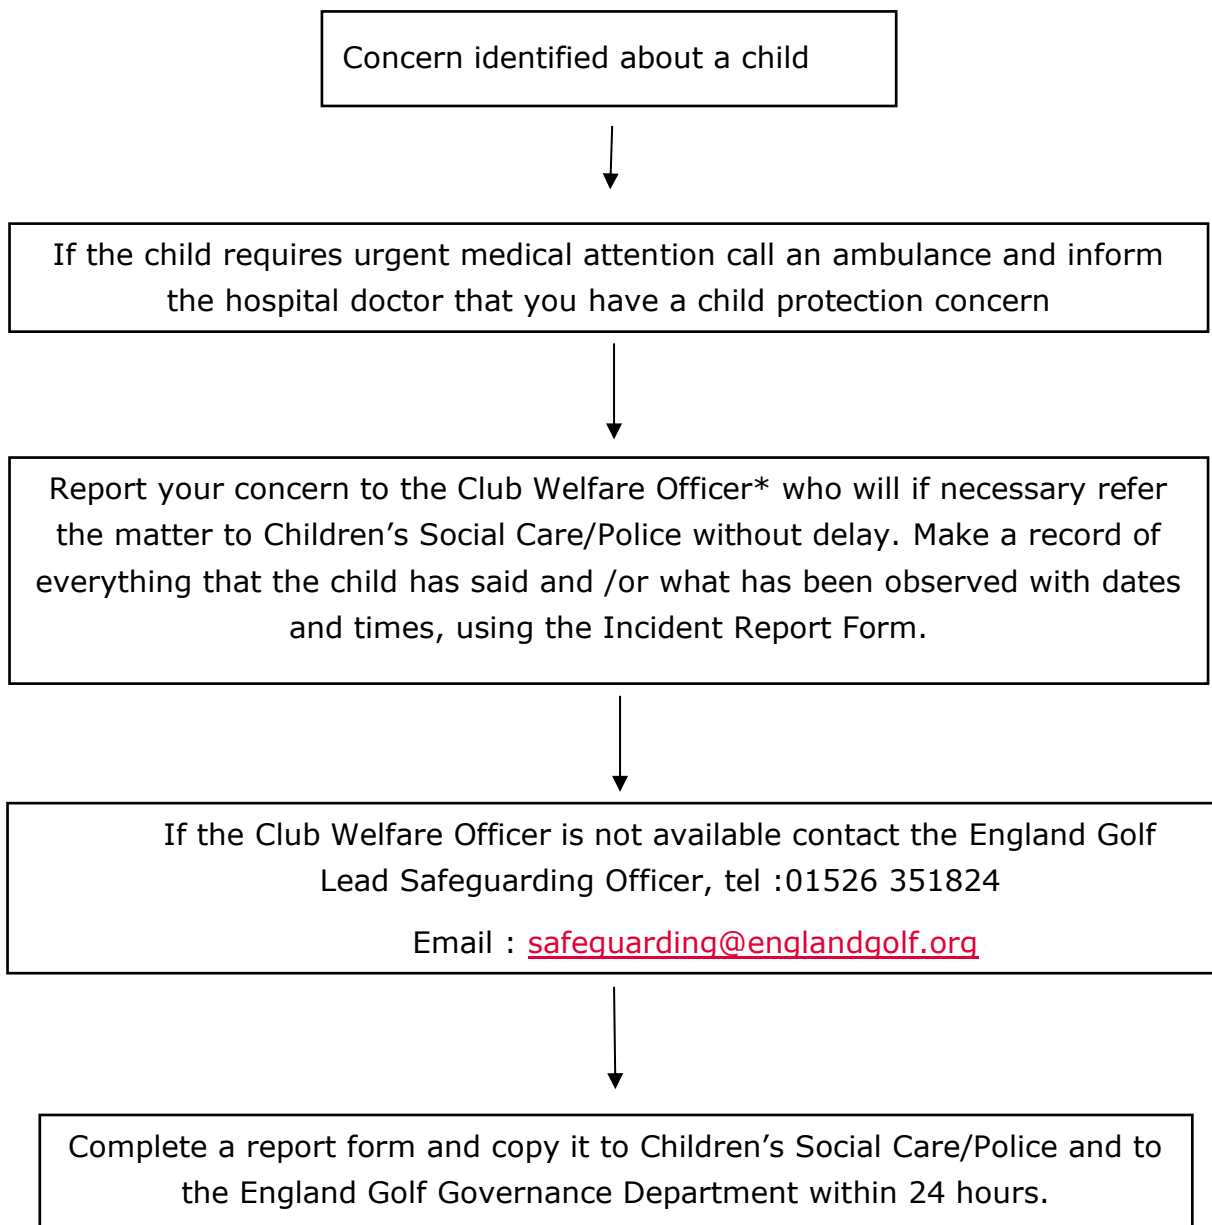 Concern identified about a child
If the child requires urgent medical attention call an ambulance and inform
the hospital doctor that you have a child protection concern
Report your concern to the Club Welfare Officer* who will if necessary refer
the matter to Children’s Social Care/Police without delay. Make a record of
everything that the child has said and /or what has been observed with dates
and times, using the Incident Report Form.
If the Club Welfare Officer is not available contact the England Golf
Lead Safeguarding Officer, tel :01526 351824
Email : safeguarding@englandgolf.org
Complete a report form and copy it to Children’s Social Care/Police and to
the England Golf Governance Department within 24 hours.